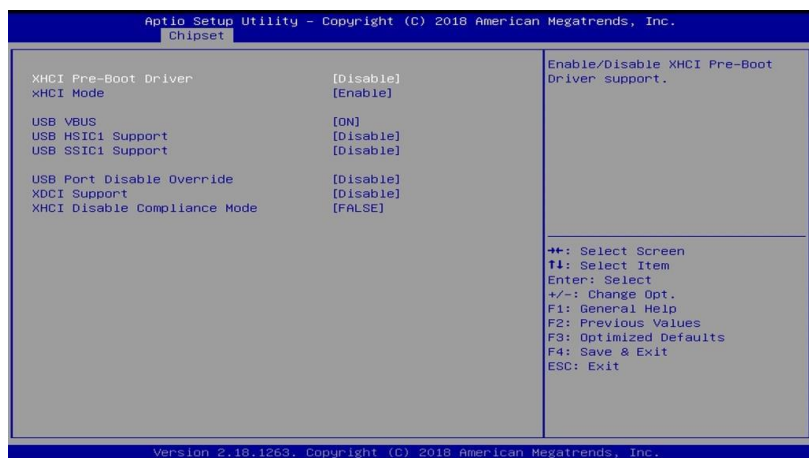 Aptio Setup Utility – Copyright (C) 2018 American Megatrends, Inc.
Chipset
XHCI Pre-Boot Driver [Disable]
xHCI Mode [Enable]
USB VBUS [ON]
USB HSIC1 Support [Disable]
USB SSIC1 Support [Disable]
USB Port Disable Override [Disable]
XDCI Support [Disable]
XHCI Disable Compliance Mode [FALSE]
Enable/Disable XHCI Pre-Boot
Driver support.
→←: Select Screen
↑↓: Select Item
Enter: Select
+/-: Change Opt.
F1: General Help
F2: Previous Values
F3: Optimized Defaults
F4: Save & Exit
ESC: Exit
Version 2.18.1263. Copyright (C) 2018 American Megatrends, Inc.